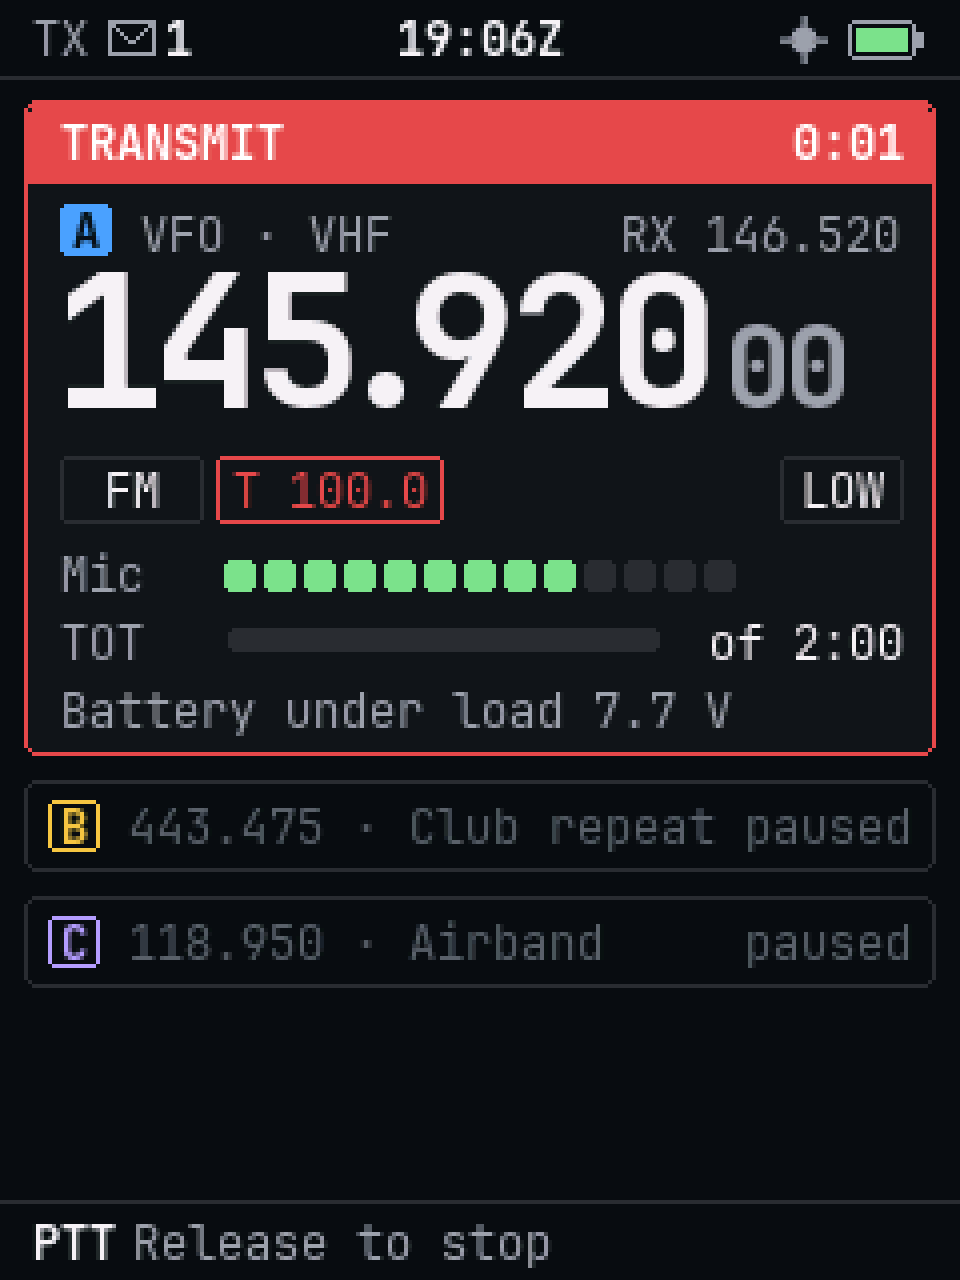 TX 1 19:06Z
TRANSMIT 0:01
A VFO · VHF RX 146.520
145.920 00
FM T 100.0 LOW
Mic
TOT of 2:00
Battery under load 7.7 V
B 443.475 · Club repeat paused
C 118.950 · Airband paused
PTT Release to stop